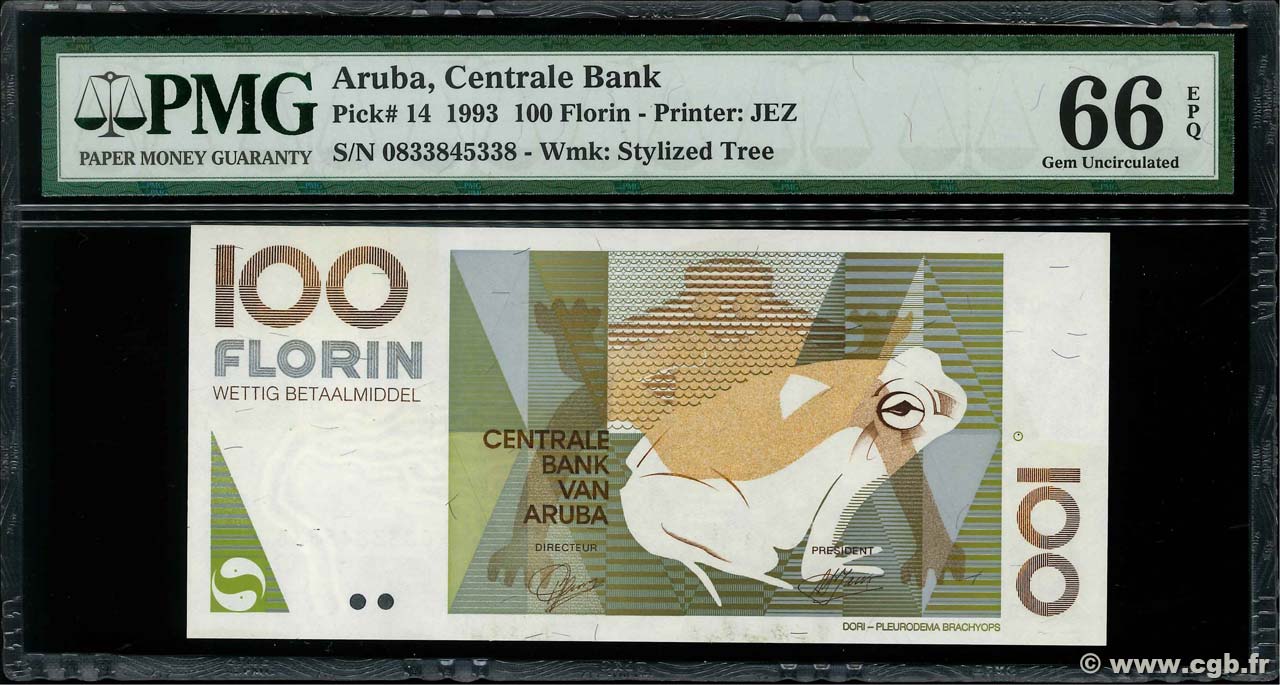 PMG
PAPER MONEY GUARANTY
Aruba, Centrale Bank
Pick# 14 1993 100 Florin - Printer: JEZ
S/N 0833845338 - Wmk: Stylized Tree
66
EPQ
Gem Uncirculated
100
FLORIN
WETTIG BETAALMIDDEL
CENTRALE
BANK
VAN
ARUBA
DIRECTEUR
PRESIDENT
100
DORI – PLEURODEMA BRACHYOPS
© www.cgb.fr